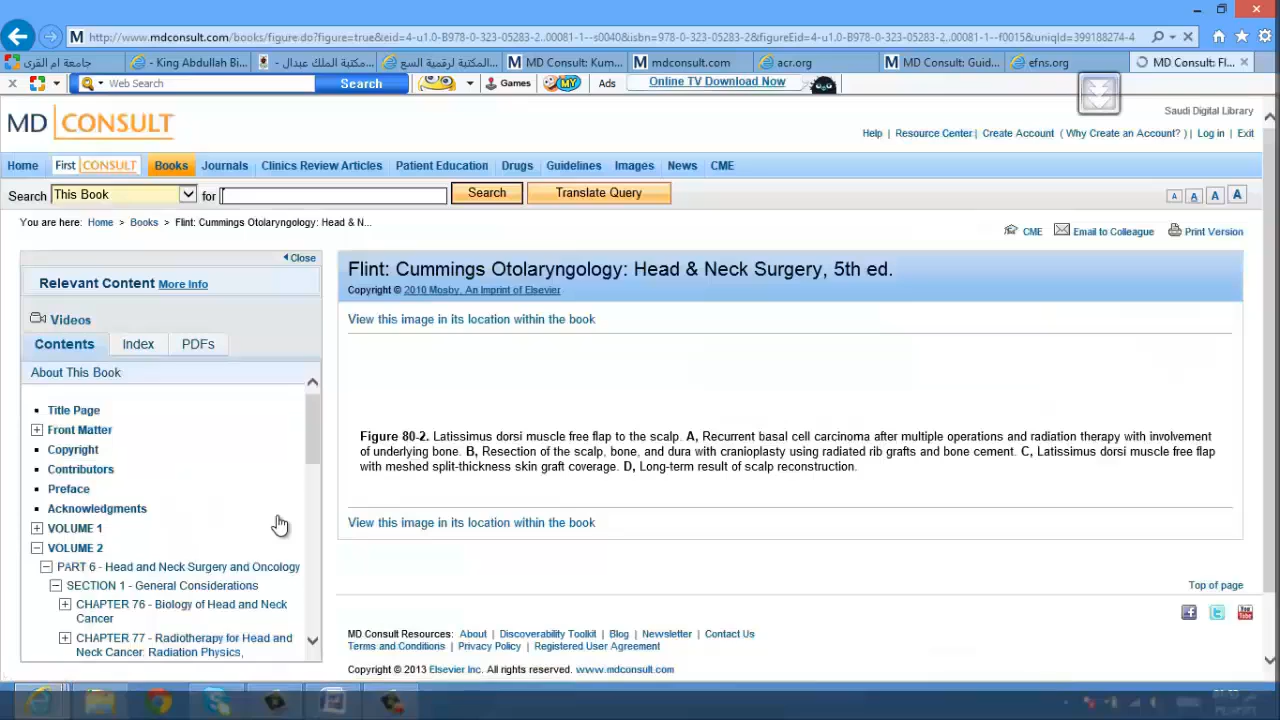 http://www.mdconsult.com/books/figure.do?figure=true&eid=4-u1.0-B978-0-323-05283-2..00081-1--s0040&isbn=978-0-323-05283-2&figureEid=4-u1.0-B978-0-323-05283-2..00081-1--f0015&uniqId=399188274-4
جامعة ام القرى
- King Abdullah Bi...
مكتبة الملك عبدال...
المكتبة الرقمية السع...
MD Consult: Kum...
mdconsult.com
acr.org
MD Consult: Guid...
efns.org
MD Consult: Fl...
Web Search
Search
Games
MY
Ads
Online TV Download Now
MD CONSULT
Saudi Digital Library
Help | Resource Center | Create Account ( Why Create an Account? ) | Log in | Exit
Home
First CONSULT
Books
Journals
Clinics Review Articles
Patient Education
Drugs
Guidelines
Images
News
CME
Search This Book for Search Translate Query
A A A A
You are here: Home > Books > Flint: Cummings Otolaryngology: Head & N...
CME Email to Colleague Print Version
Close
Relevant Content More Info
Videos
Contents Index PDFs
About This Book
Title Page
Front Matter
Copyright
Contributors
Preface
Acknowledgments
VOLUME 1
VOLUME 2
PART 6 - Head and Neck Surgery and Oncology
SECTION 1 - General Considerations
CHAPTER 76 - Biology of Head and Neck
Cancer
CHAPTER 77 - Radiotherapy for Head and
Neck Cancer: Radiation Physics,
Flint: Cummings Otolaryngology: Head & Neck Surgery, 5th ed.
Copyright © 2010 Mosby, An Imprint of Elsevier
View this image in its location within the book
Figure 80-2. Latissimus dorsi muscle free flap to the scalp. A, Recurrent basal cell carcinoma after multiple operations and radiation therapy with involvement
of underlying bone. B, Resection of the scalp, bone, and dura with cranioplasty using radiated rib grafts and bone cement. C, Latissimus dorsi muscle free flap
with meshed split-thickness skin graft coverage. D, Long-term result of scalp reconstruction.
View this image in its location within the book
Top of page
MD Consult Resources: About | Discoverability Toolkit | Blog | Newsletter | Contact Us
Terms and Conditions | Privacy Policy | Registered User Agreement
Copyright © 2013 Elsevier Inc. All rights reserved. www.mdconsult.com